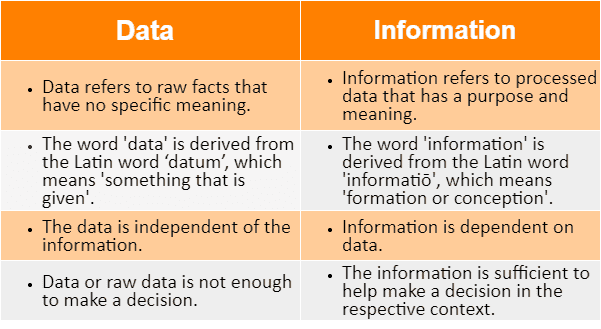 Data
Information
• Data refers to raw facts that
have no specific meaning.
• Information refers to processed
data that has a purpose and
meaning.
• The word 'data' is derived from
the Latin word ‘datum’, which
means 'something that is
given'.
• The word 'information' is
derived from the Latin word
'informatiō', which means
'formation or conception'.
• The data is independent of the
information.
• Information is dependent on
data.
• Data or raw data is not enough
to make a decision.
• The information is sufficient to
help make a decision in the
respective context.